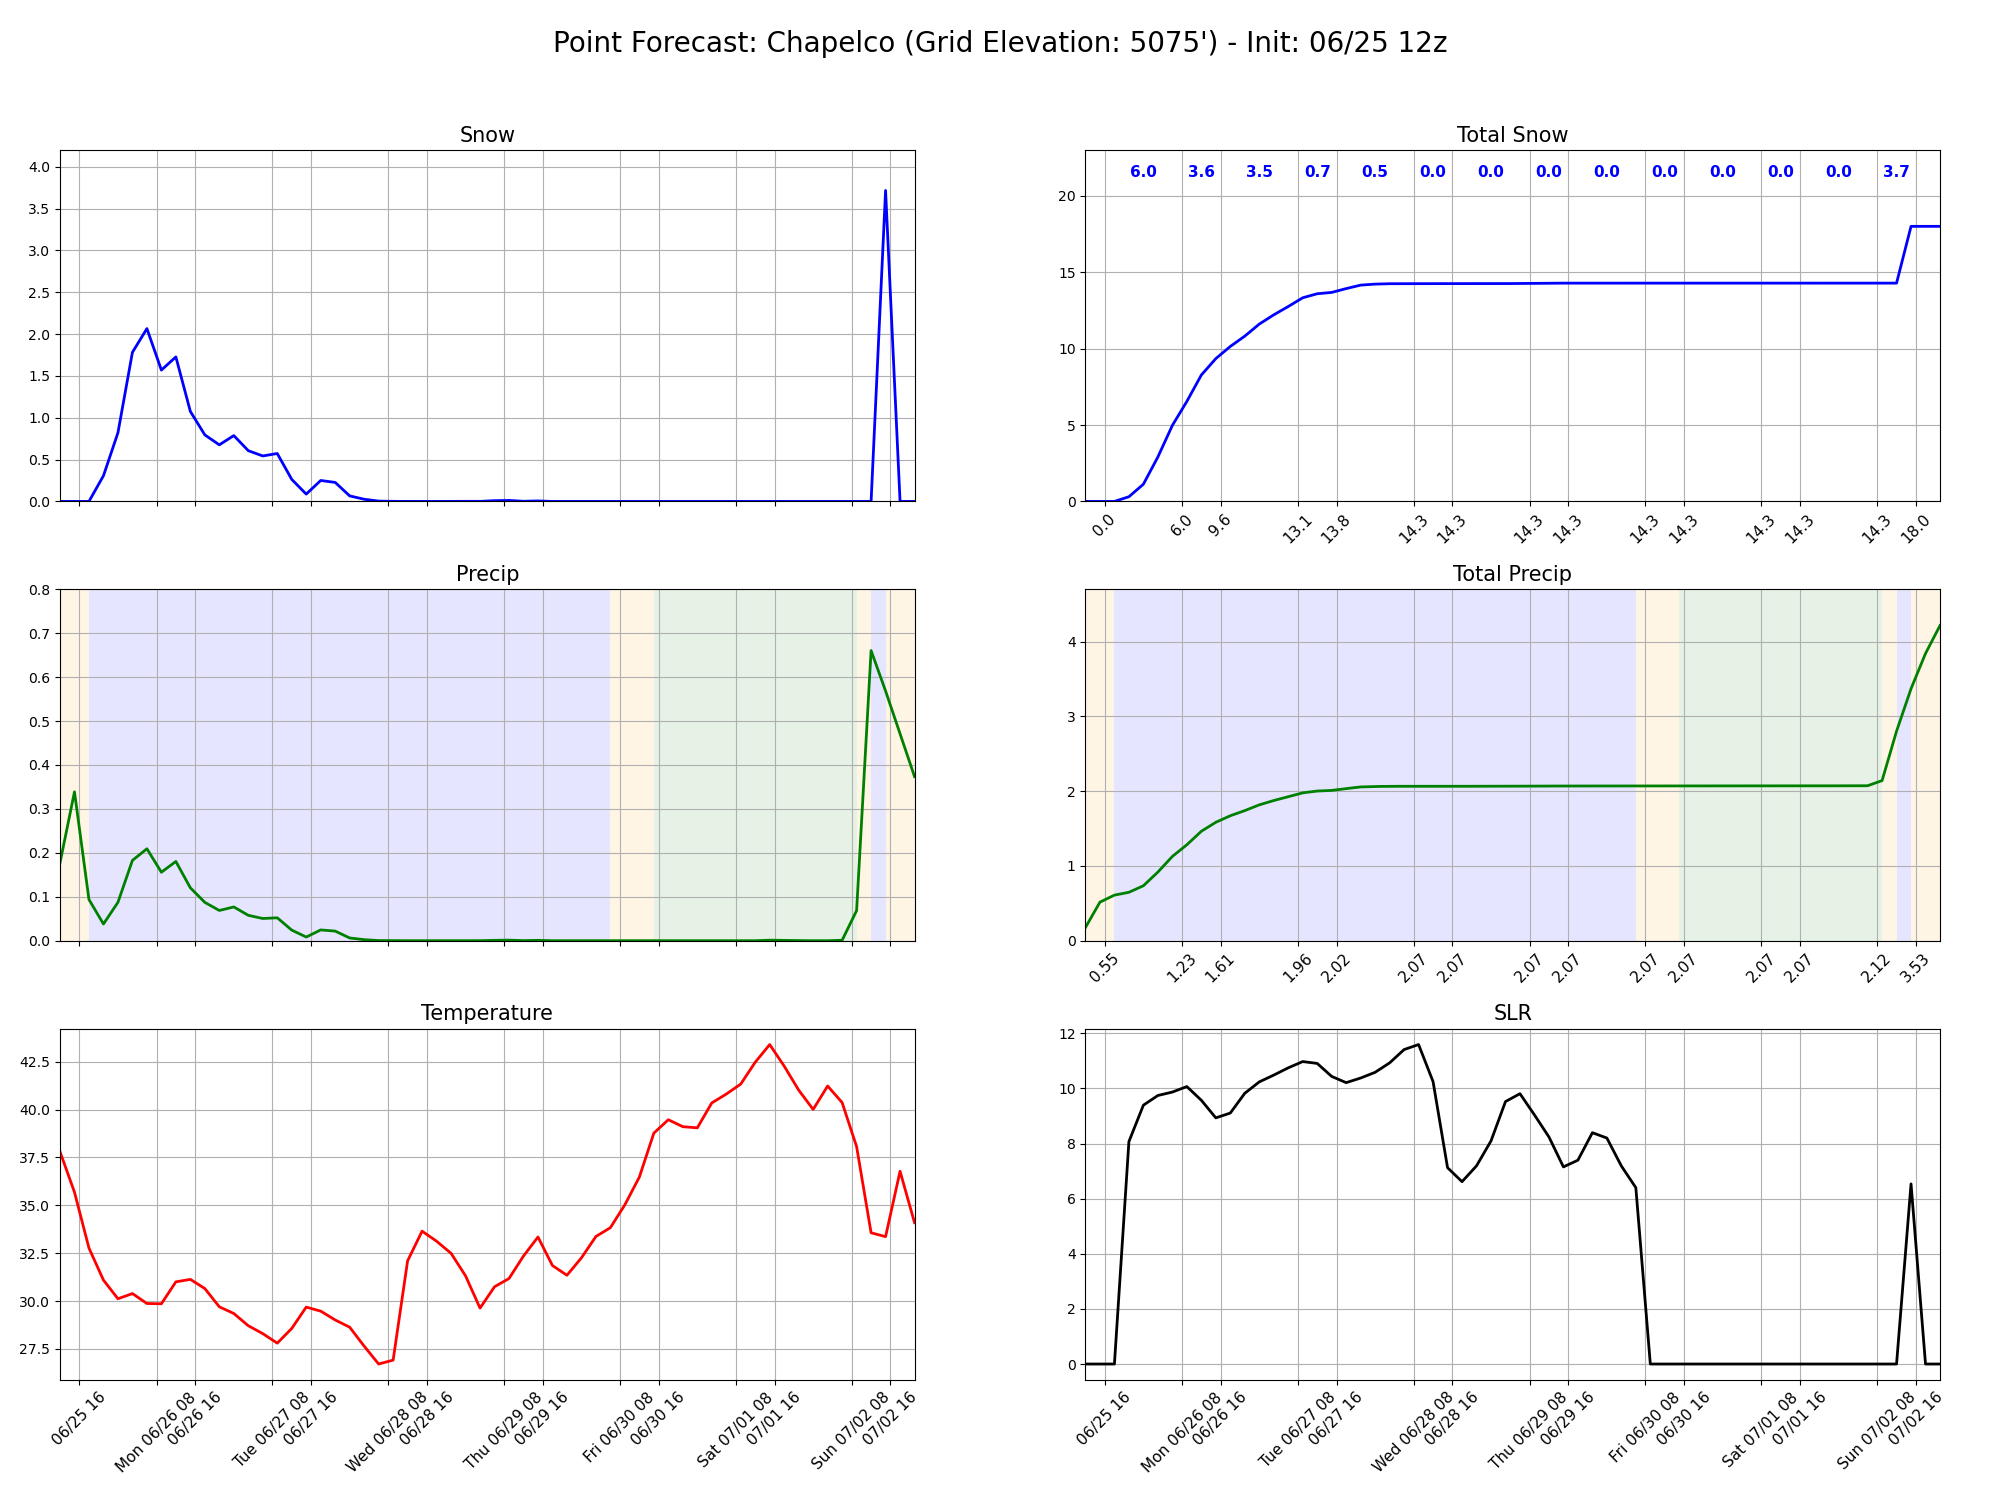 Point Forecast: Chapelco (Grid Elevation: 5075') - Init: 06/25 12z
Snow
4.0
3.5
3.0
2.5
2.0
1.5
1.0
0.5
0.0
Total Snow
6.0 3.6 3.5 0.7 0.5 0.0 0.0 0.0 0.0 0.0 0.0 0.0 0.0 3.7
20
15
10
5
0
0.0 6.0 9.6 13.1 13.8 14.3 14.3 14.3 14.3 14.3 14.3 14.3 14.3 14.3 18.0
Precip
0.8
0.7
0.6
0.5
0.4
0.3
0.2
0.1
0.0
Total Precip
4
3
2
1
0
0.55 1.23 1.61 1.96 2.02 2.07 2.07 2.07 2.07 2.07 2.07 2.07 2.07 2.12 3.53
Temperature
42.5
40.0
37.5
35.0
32.5
30.0
27.5
06/25 16
Mon 06/26 08
06/26 16
Tue 06/27 08
06/27 16
Wed 06/28 08
06/28 16
Thu 06/29 08
06/29 16
Fri 06/30 08
06/30 16
Sat 07/01 08
07/01 16
Sun 07/02 08
07/02 16
SLR
12
10
8
6
4
2
0
06/25 16
Mon 06/26 08
06/26 16
Tue 06/27 08
06/27 16
Wed 06/28 08
06/28 16
Thu 06/29 08
06/29 16
Fri 06/30 08
06/30 16
Sat 07/01 08
07/01 16
Sun 07/02 08
07/02 16